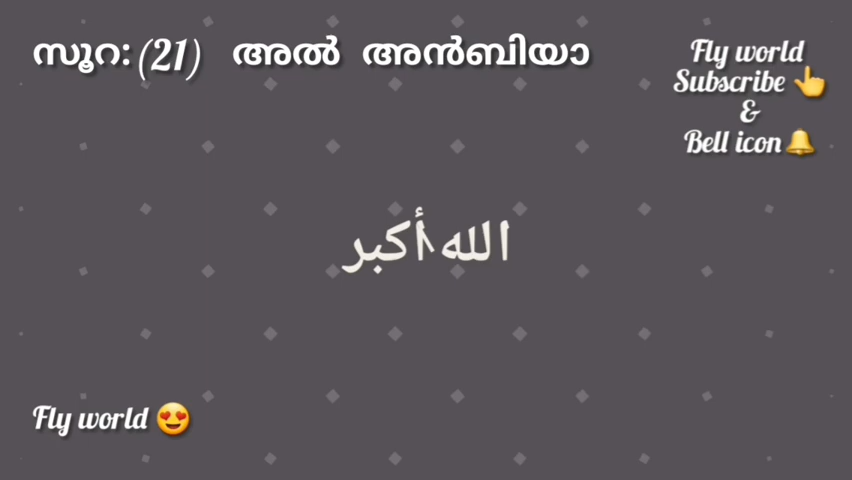 സൂറ: (21) അൽ അൻബിയാ
Fly world
Subscribe 👆
&
Bell icon 🔔
الله أكبر
Fly world 😍